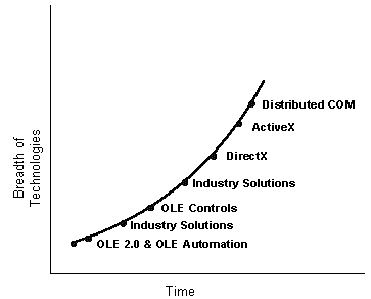 Distributed COM
ActiveX
DirectX
Industry Solutions
OLE Controls
Industry Solutions
OLE 2.0 & OLE Automation
Breadth of
Technologies
Time